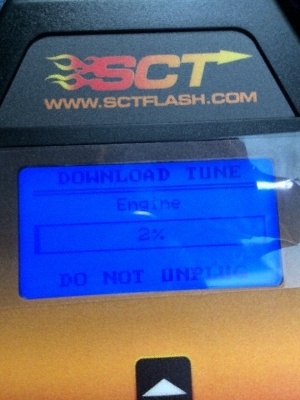 SCT
WWW.SCTFLASH.COM
DOWNLOAD TUNE
Engine
2%
DO NOT UNPLUG